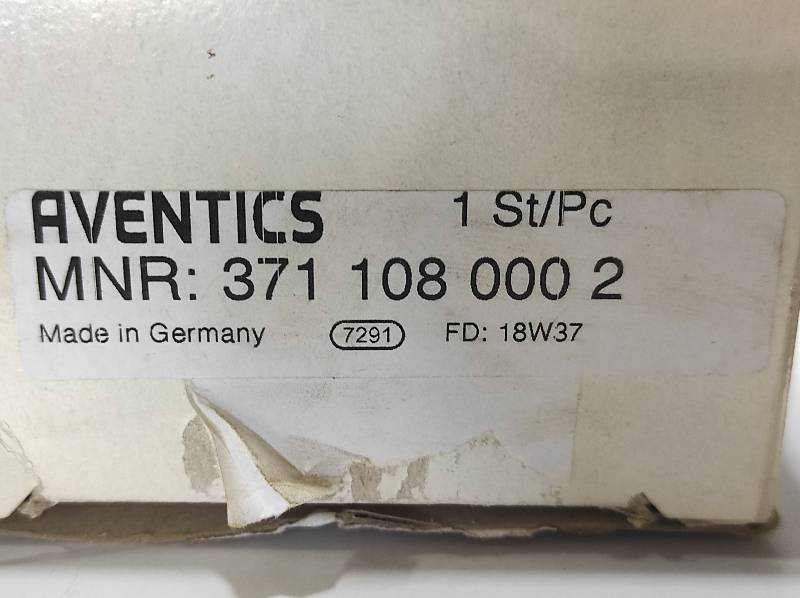 AVENTICS 1 St/Pc
MNR: 371 108 000 2
Made in Germany 7291 FD: 18W37